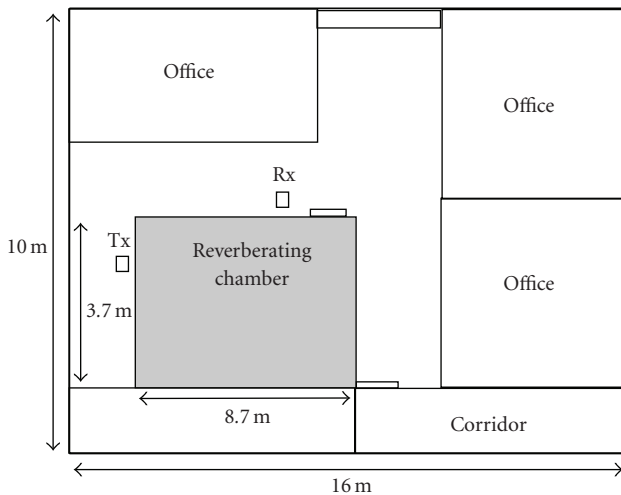 Office
Office
Rx
10 m
Tx
Reverberating
chamber
Office
3.7 m
8.7 m
Corridor
16 m